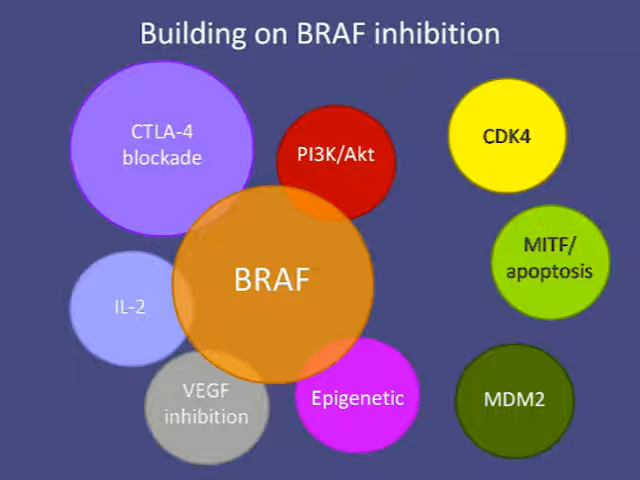 Building on BRAF inhibition
CTLA-4
blockade
PI3K/Akt
CDK4
MITF/
apoptosis
BRAF
IL-2
VEGF
inhibition
Epigenetic
MDM2